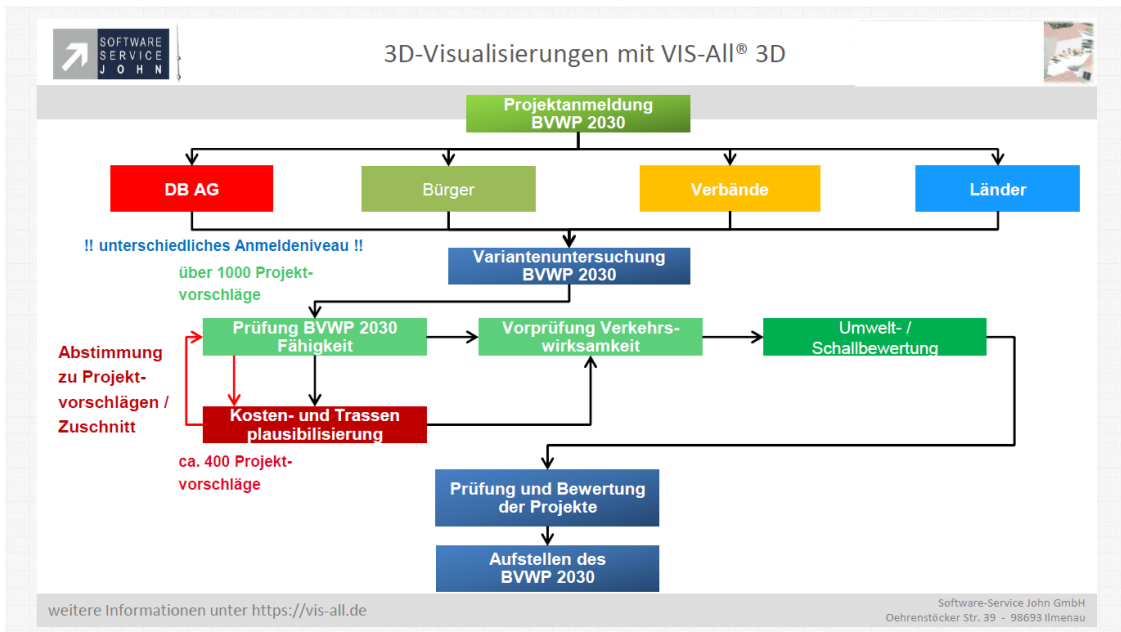 SOFTWARE
SERVICE
JOHN
3D-Visualisierungen mit VIS-All® 3D
Projektanmeldung
BVWP 2030
DB AG
Bürger
Verbände
Länder
!! unterschiedliches Anmeldeniveau !!
Variantenuntersuchung
BVWP 2030
über 1000 Projekt-
vorschläge
Prüfung BVWP 2030
Fähigkeit
Vorprüfung Verkehrs-
wirksamkeit
Umwelt- /
Schallbewertung
Abstimmung
zu Projekt-
vorschlägen /
Zuschnitt
Kosten- und Trassen
plausibilisierung
ca. 400 Projekt-
vorschläge
Prüfung und Bewertung
der Projekte
Aufstellen des
BVWP 2030
weitere Informationen unter https://vis-all.de
Software-Service John GmbH
Oehrenstöcker Str. 39 - 98693 Ilmenau